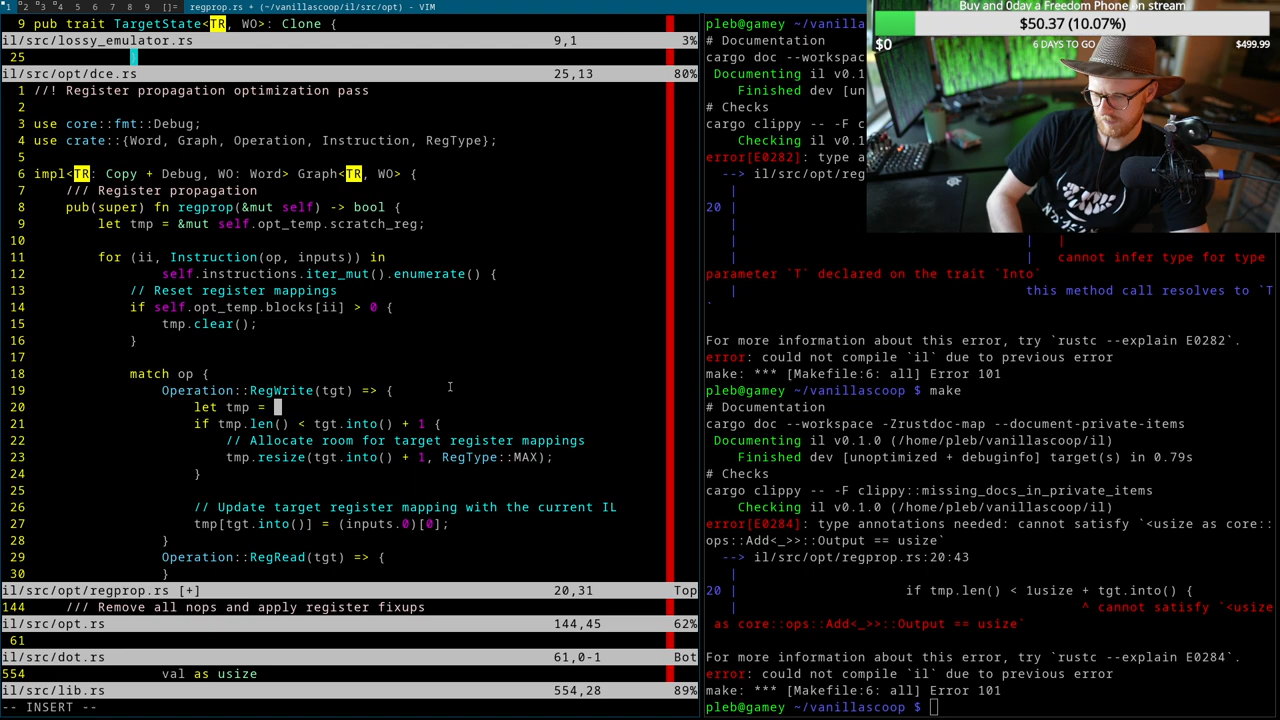 1 2 3 4 5 6 7 8 9 []= regprop.rs + (~/vanillascoop/il/src/opt) - VIM
9 pub trait TargetState<TR, WO>: Clone {
il/src/lossy_emulator.rs 9,1 3%
25 }
il/src/opt/dce.rs 25,13 80%
1 //! Register propagation optimization pass
2
3 use core::fmt::Debug;
4 use crate::{Word, Graph, Operation, Instruction, RegType};
5
6 impl<TR: Copy + Debug, WO: Word> Graph<TR, WO> {
7 /// Register propagation
8 pub(super) fn regprop(&mut self) -> bool {
9 let tmp = &mut self.opt_temp.scratch_reg;
10
11 for (ii, Instruction(op, inputs)) in
12 self.instructions.iter_mut().enumerate() {
13 // Reset register mappings
14 if self.opt_temp.blocks[ii] > 0 {
15 tmp.clear();
16 }
17
18 match op {
19 Operation::RegWrite(tgt) => {
20 let tmp =
21 if tmp.len() < tgt.into() + 1 {
22 // Allocate room for target register mappings
23 tmp.resize(tgt.into() + 1, RegType::MAX);
24 }
25
26 // Update target register mapping with the current IL
27 tmp[tgt.into()] = (inputs.0)[0];
28 }
29 Operation::RegRead(tgt) => {
30 }
il/src/opt/regprop.rs [+] 20,31 Top
144 /// Remove all nops and apply register fixups
il/src/opt.rs 144,45 62%
61
il/src/dot.rs 61,0-1 Bot
554 val as usize
il/src/lib.rs 554,28 89%
-- INSERT --
pleb@gamey ~/vanilla
# Documentation
cargo doc --workspac
Documenting il v0.1
Finished dev [un
# Checks
cargo clippy -- -F c
Checking il v0.1
error[E0282]: type a
--> il/src/opt/reg
|
20 |
|
| | |
| cannot infer type for type
parameter `T` declared on the trait `Into`
| this method call resolves to `T
`
For more information about this error, try `rustc --explain E0282`.
error: could not compile `il` due to previous error
make: *** [Makefile:6: all] Error 101
pleb@gamey ~/vanillascoop $ make
# Documentation
cargo doc --workspace -Zrustdoc-map --document-private-items
Documenting il v0.1.0 (/home/pleb/vanillascoop/il)
Finished dev [unoptimized + debuginfo] target(s) in 0.79s
# Checks
cargo clippy -- -F clippy::missing_docs_in_private_items
Checking il v0.1.0 (/home/pleb/vanillascoop/il)
error[E0284]: type annotations needed: cannot satisfy `<usize as core::
ops::Add<_>>::Output == usize`
--> il/src/opt/regprop.rs:20:43
|
20 | if tmp.len() < 1usize + tgt.into() {
| ^ cannot satisfy `<usize
as core::ops::Add<_>>::Output == usize`
For more information about this error, try `rustc --explain E0284`.
error: could not compile `il` due to previous error
make: *** [Makefile:6: all] Error 101
pleb@gamey ~/vanillascoop $
Buy and 0day a Freedom Phone on stream
$50.37 (10.07%)
$0 6 DAYS TO GO $499.99